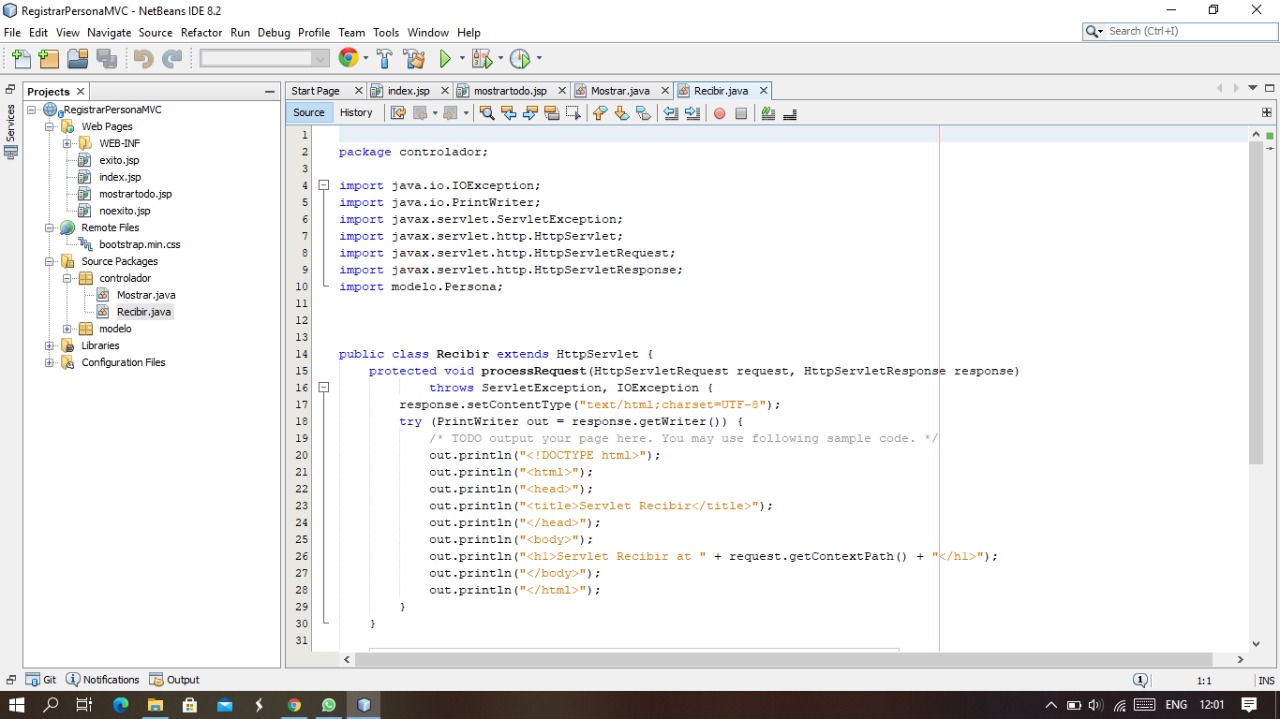 RegistrarPersonaMVC - NetBeans IDE 8.2
File Edit View Navigate Source Refactor Run Debug Profile Team Tools Window Help
Search (Ctrl+I)
Projects
Start Page
index.jsp
mostrartodo.jsp
Mostrar.java
Recibir.java
Services
RegistrarPersonaMVC
Web Pages
WEB-INF
exito.jsp
index.jsp
mostrartodo.jsp
noexito.jsp
Remote Files
bootstrap.min.css
Source Packages
controlador
Mostrar.java
Recibir.java
modelo
Libraries
Configuration Files
Source History
1
2 package controlador;
3
4 import java.io.IOException;
5 import java.io.PrintWriter;
6 import javax.servlet.ServletException;
7 import javax.servlet.http.HttpServlet;
8 import javax.servlet.http.HttpServletRequest;
9 import javax.servlet.http.HttpServletResponse;
10 import modelo.Persona;
11
12
13
14 public class Recibir extends HttpServlet {
15 protected void processRequest(HttpServletRequest request, HttpServletResponse response)
16 throws ServletException, IOException {
17 response.setContentType("text/html;charset=UTF-8");
18 try (PrintWriter out = response.getWriter()) {
19 /* TODO output your page here. You may use following sample code. */
20 out.println("<!DOCTYPE html>");
21 out.println("<html>");
22 out.println("<head>");
23 out.println("<title>Servlet Recibir</title>");
24 out.println("</head>");
25 out.println("<body>");
26 out.println("<h1>Servlet Recibir at " + request.getContextPath() + "</h1>");
27 out.println("</body>");
28 out.println("</html>");
29 }
30 }
31
Git Notifications Output
1
1:1
INS
ENG 12:01